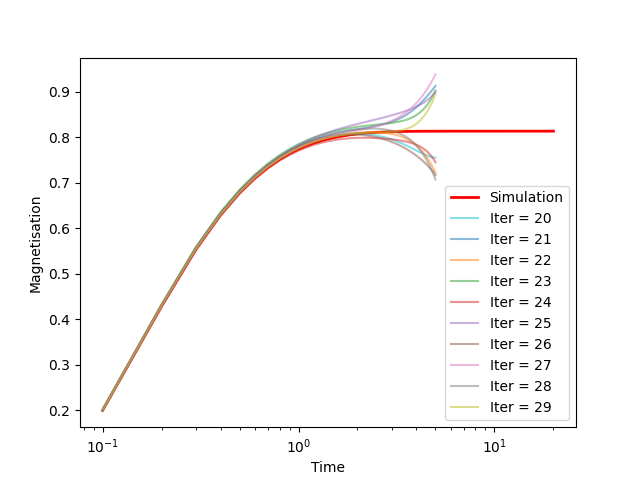 0.9
0.8
0.7
0.6
0.5
0.4
0.3
0.2
Magnetisation
10⁻¹
10⁰
10¹
Time
Simulation
Iter = 20
Iter = 21
Iter = 22
Iter = 23
Iter = 24
Iter = 25
Iter = 26
Iter = 27
Iter = 28
Iter = 29